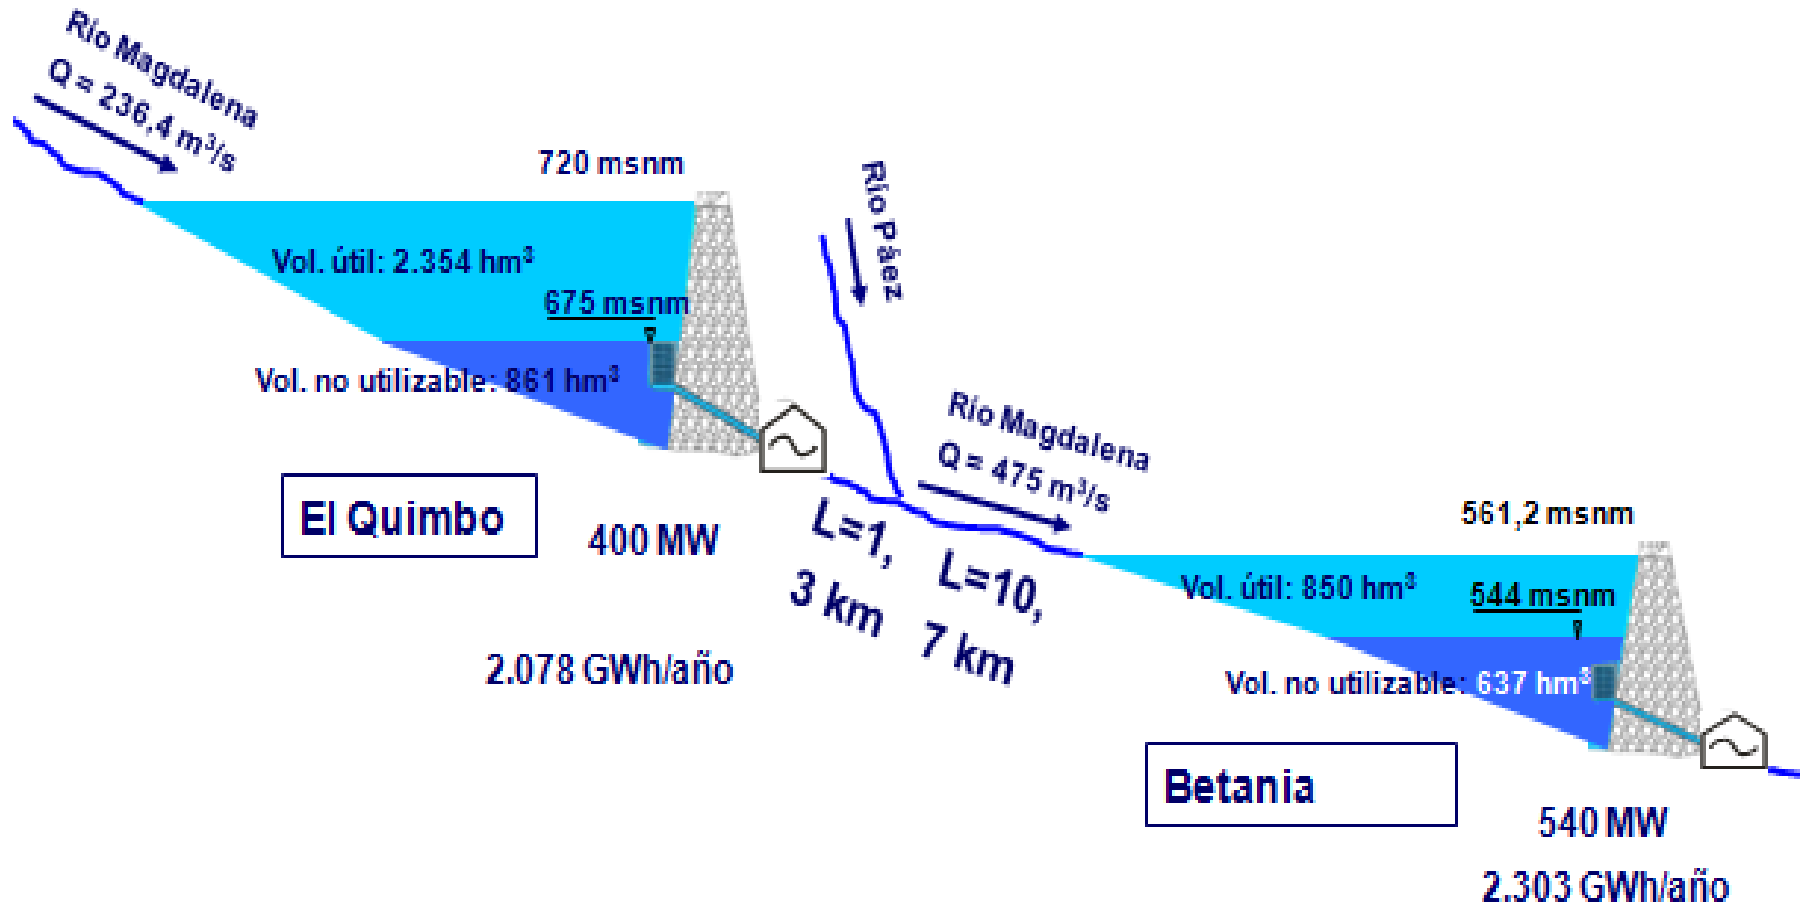 Río Magdalena
Q = 236,4 m³/s
720 msnm
Vol. útil: 2.354 hm³
675 msnm
Vol. no utilizable: 861 hm³
El Quimbo
400 MW
2.078 GWh/año
Río Páez
Río Magdalena
Q = 475 m³/s
L=1,
3 km
L=10,
7 km
561,2 msnm
Vol. útil: 850 hm³
544 msnm
Vol. no utilizable: 637 hm³
Betania
540 MW
2.303 GWh/año